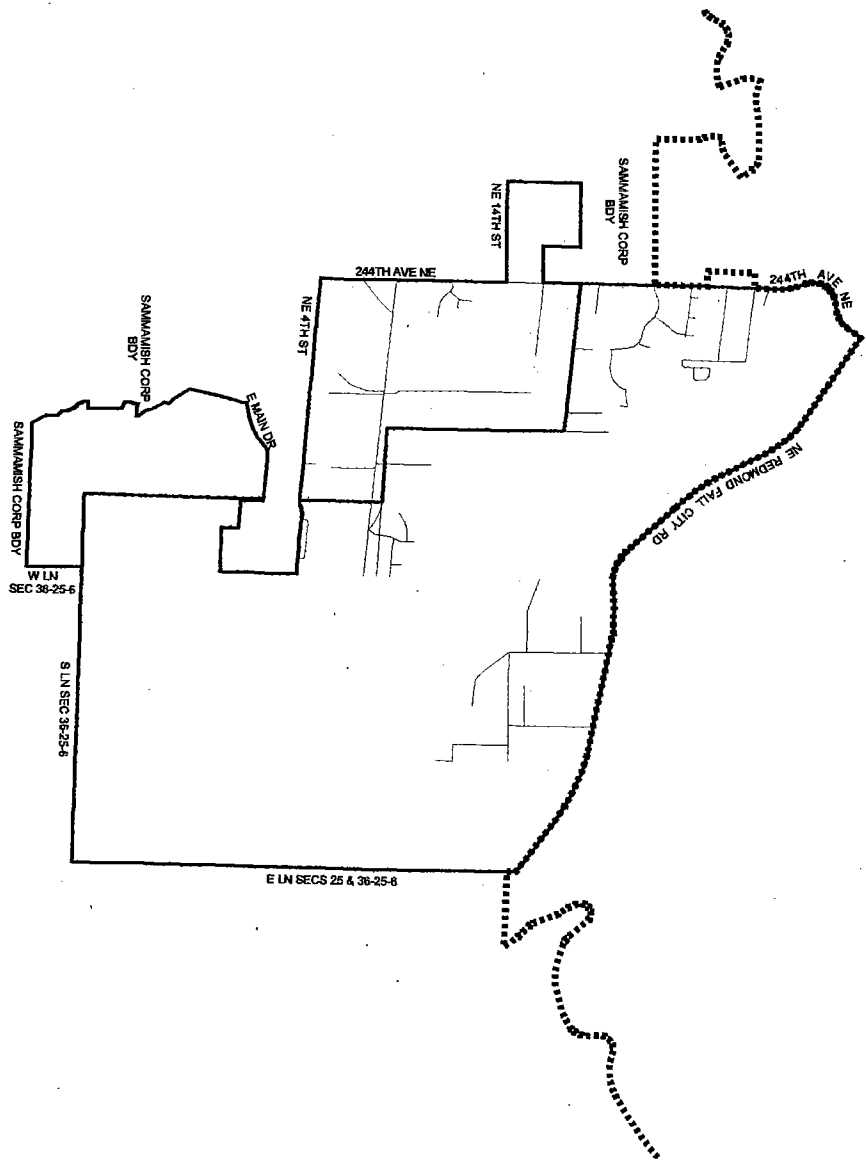 SAMMAMISH CORP
BDY
NE 14TH ST
244TH AVE NE
244TH AVE NE
NE 4TH ST
NE REDMOND FALL CITY RD
SAMMAMISH CORP
BDY
E MAIN DR
SAMMAMISH CORP BDY
W LN
SEC 36-25-6
S LN SEC 36-25-6
E LN SECS 25 & 36-25-6